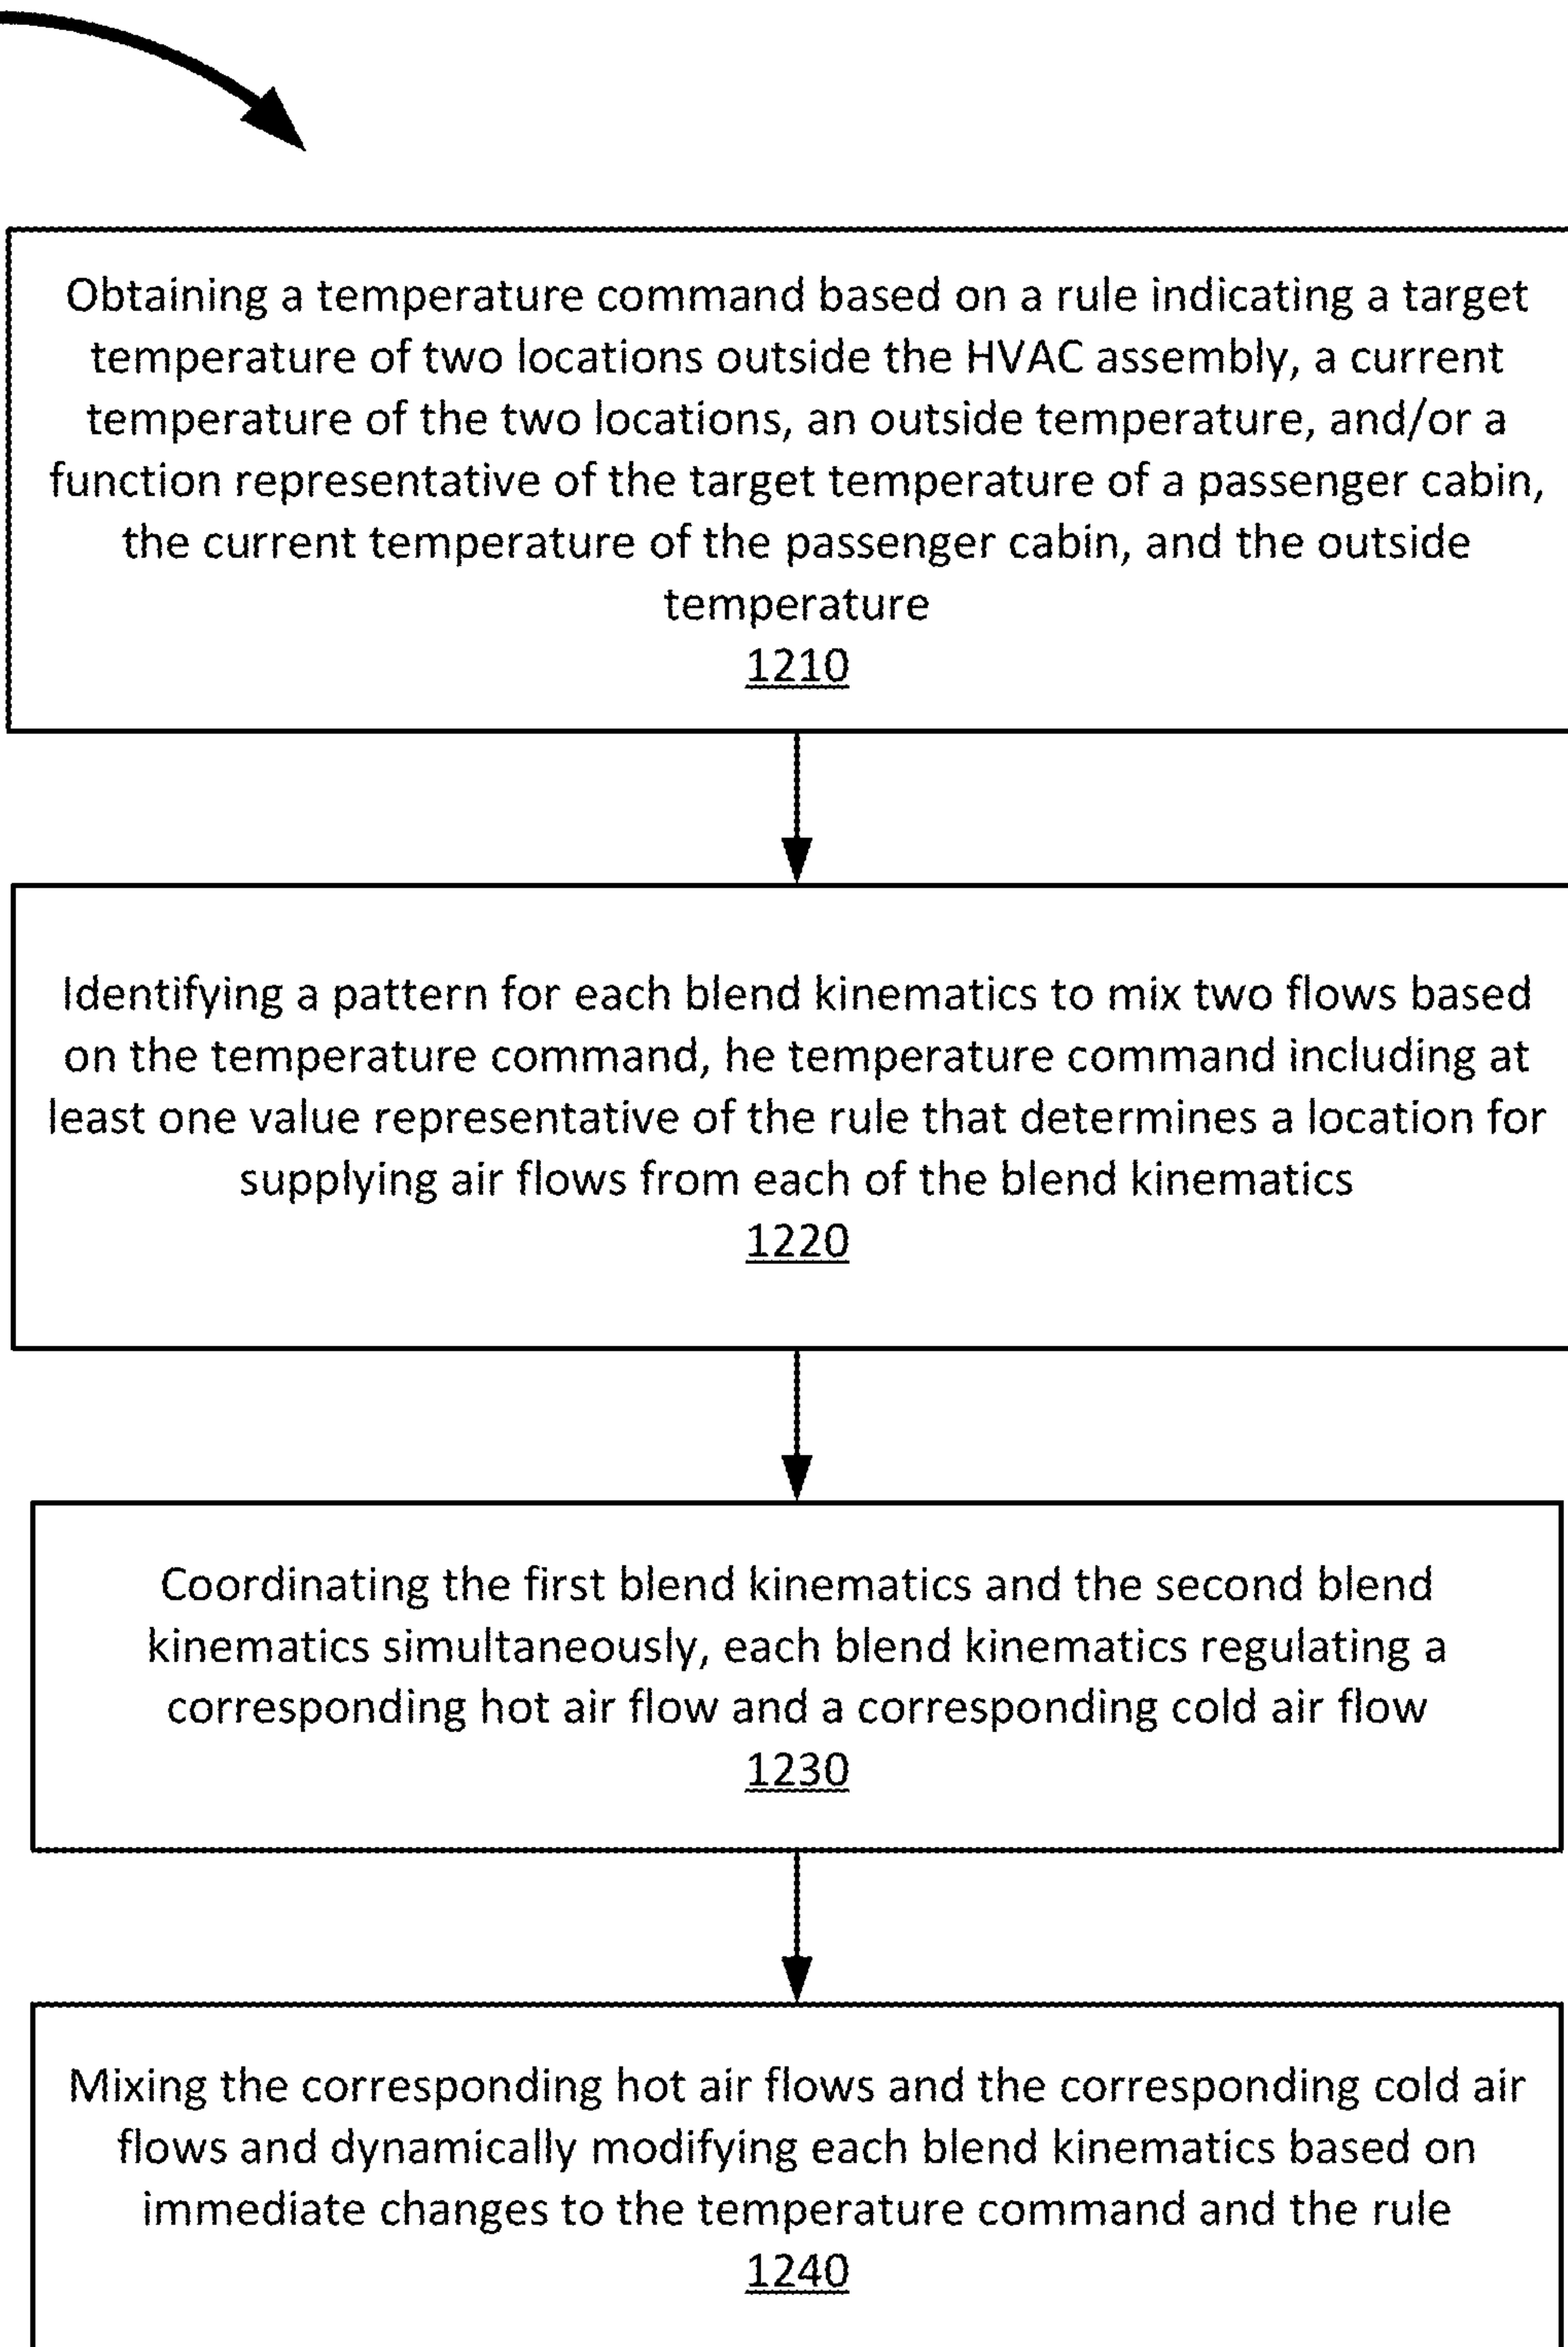 Obtaining a temperature command based on a rule indicating a target
temperature of two locations outside the HVAC assembly, a current
temperature of the two locations, an outside temperature, and/or a
function representative of the target temperature of a passenger cabin,
the current temperature of the passenger cabin, and the outside
temperature
1210
Identifying a pattern for each blend kinematics to mix two flows based
on the temperature command, he temperature command including at
least one value representative of the rule that determines a location for
supplying air flows from each of the blend kinematics
1220
Coordinating the first blend kinematics and the second blend
kinematics simultaneously, each blend kinematics regulating a
corresponding hot air flow and a corresponding cold air flow
1230
Mixing the corresponding hot air flows and the corresponding cold air
flows and dynamically modifying each blend kinematics based on
immediate changes to the temperature command and the rule
1240